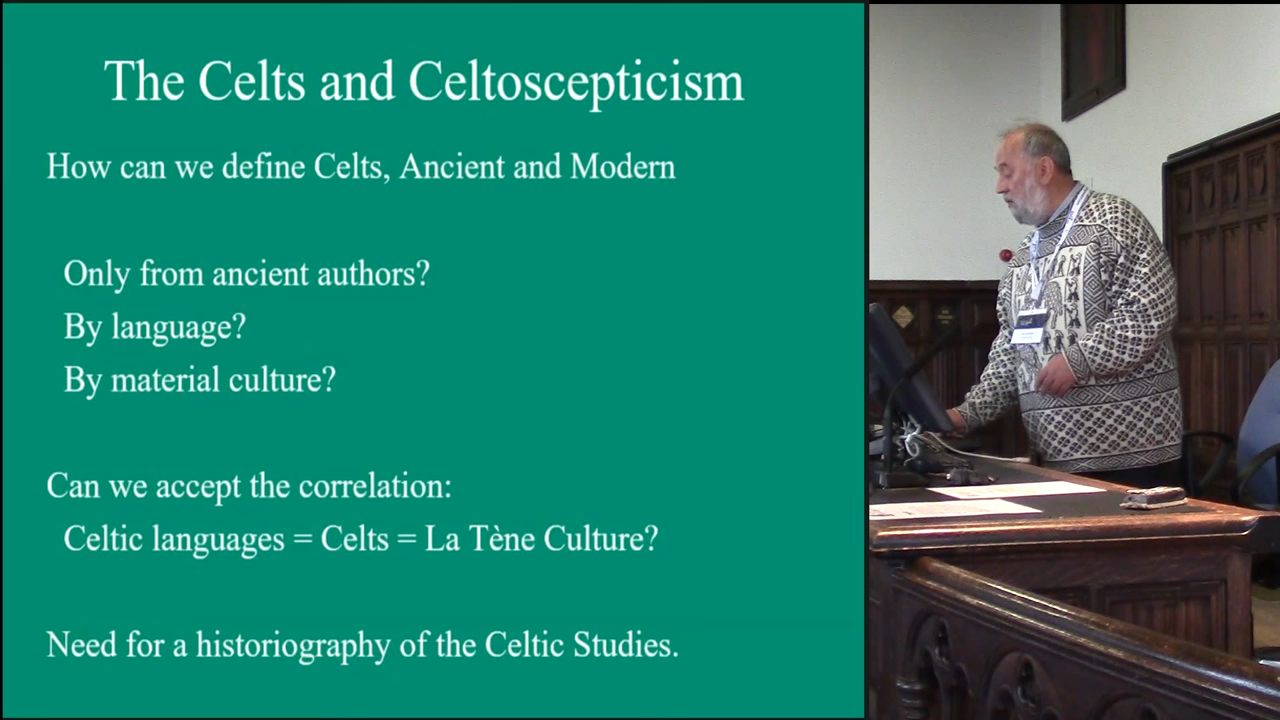 The Celts and Celtoscepticism
How can we define Celts, Ancient and Modern
Only from ancient authors?
By language?
By material culture?
Can we accept the correlation:
Celtic languages = Celts = La Tène Culture?
Need for a historiography of the Celtic Studies.